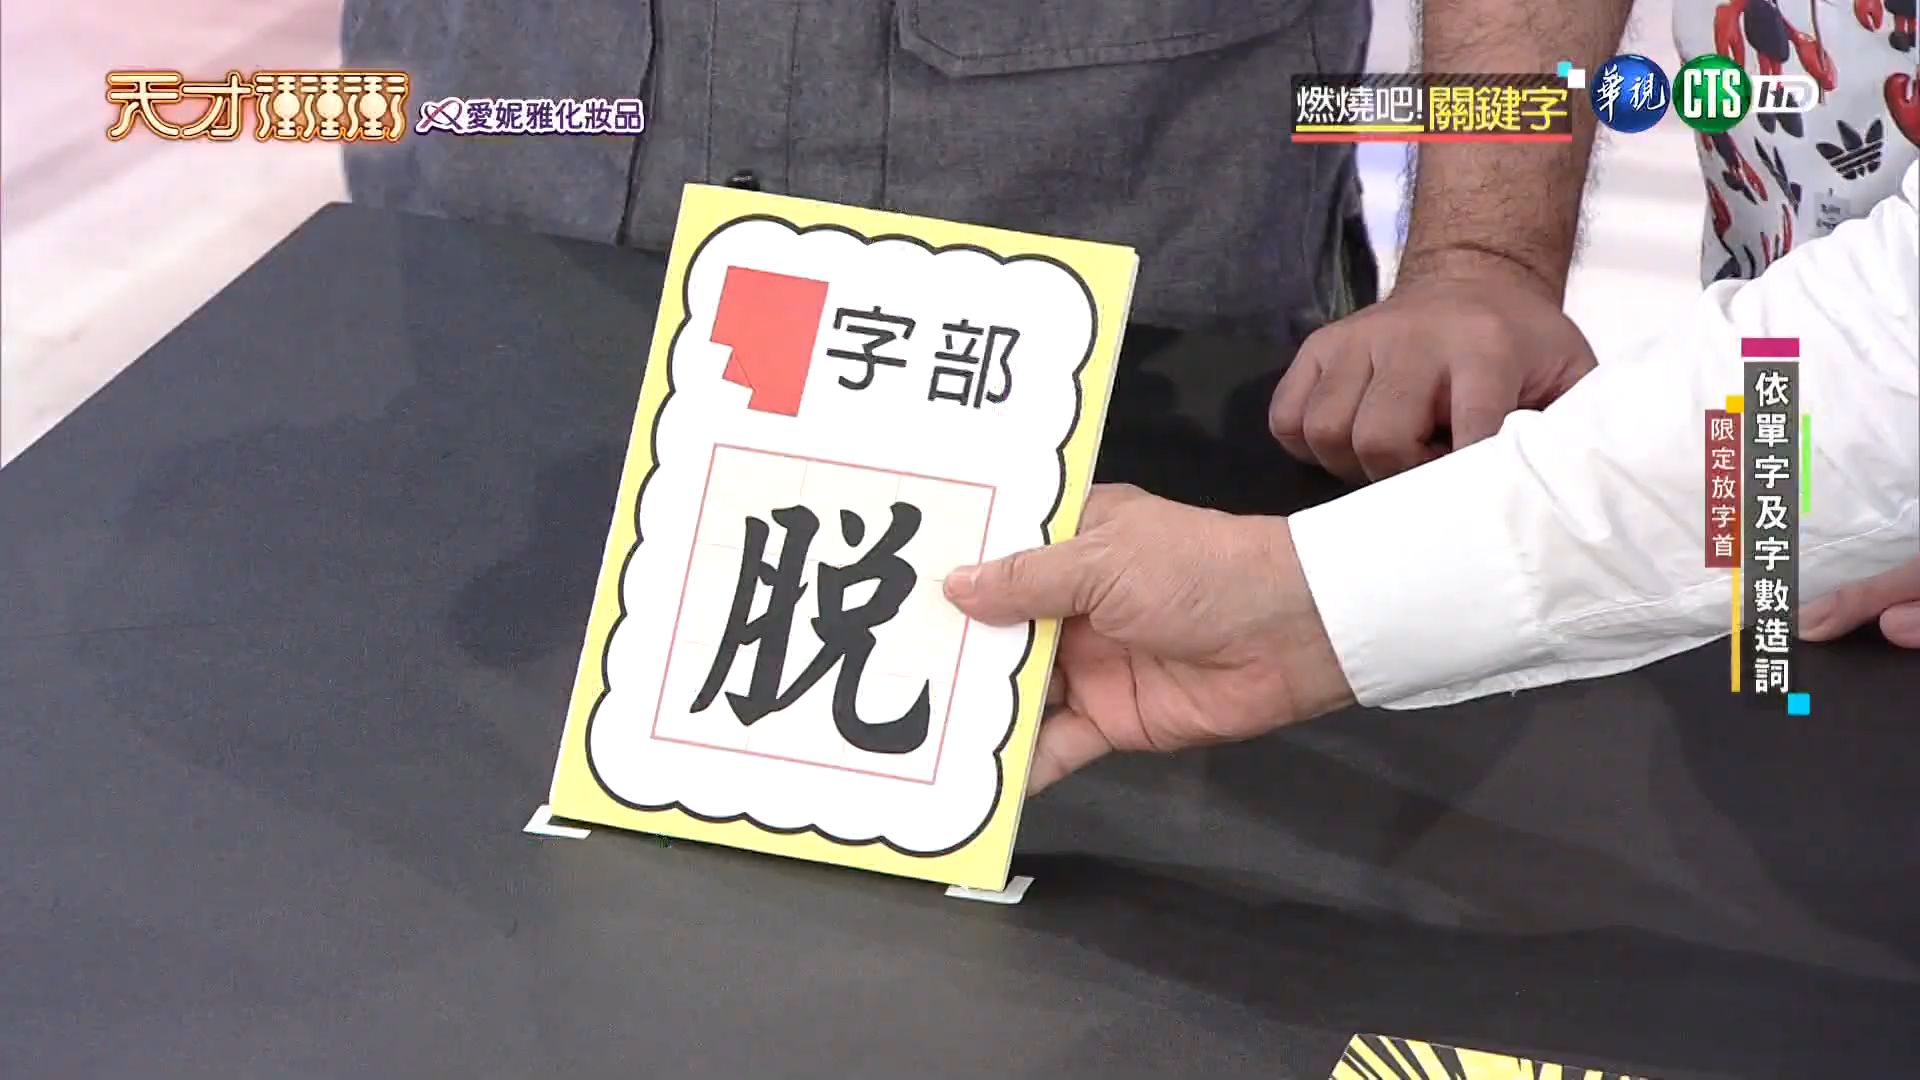 天才衝衝衝
愛妮雅化妝品
燃燒吧!關鍵字
華視
CTS
HD
字部
脫
依單字及字數造詞
限定放字首